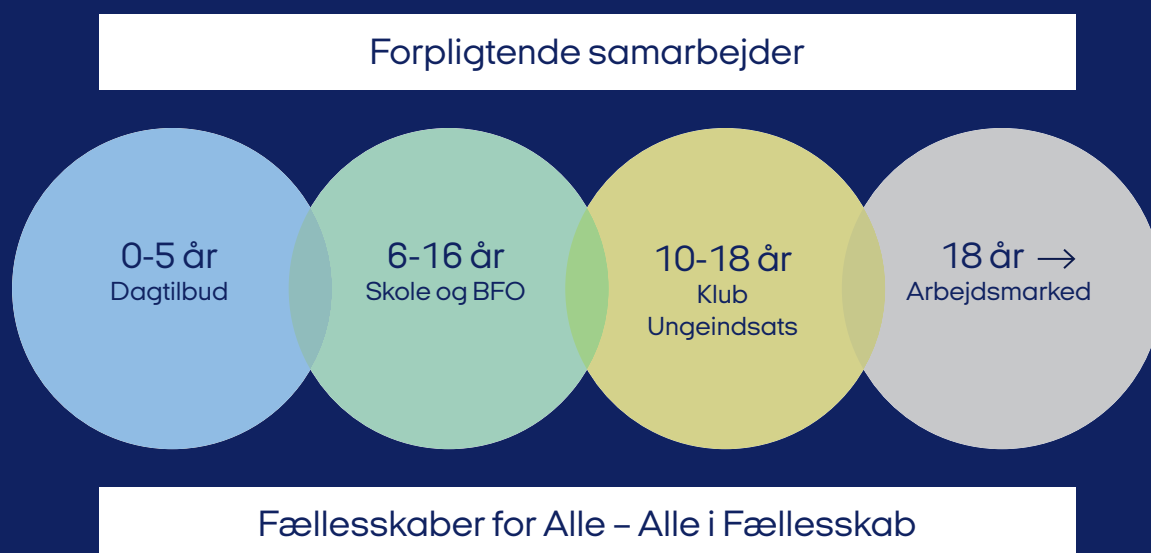 Forpligtende samarbejder
0-5 år
Dagtilbud
6-16 år
Skole og BFO
10-18 år
Klub
Ungeindsats
18 år →
Arbejdsmarked
Fællesskaber for Alle – Alle i Fællesskab